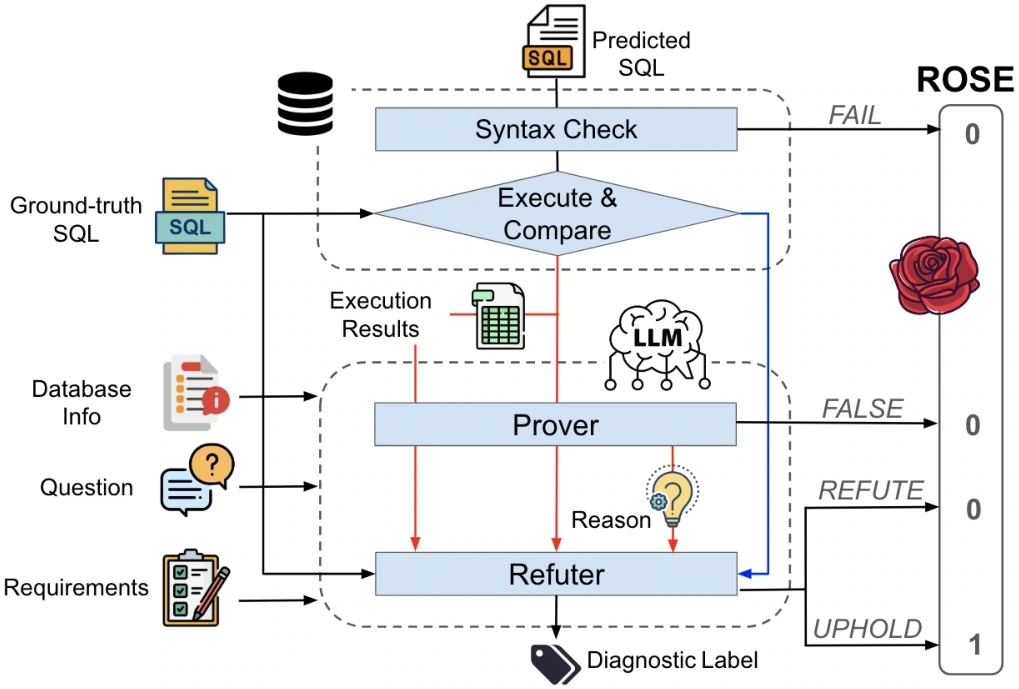 SQL
Predicted
SQL
ROSE
Syntax Check
FAIL
0
Ground-truth
SQL
SQL
Execute &
Compare
Execution
Results
LLM
Database
Info
i
Prover
FALSE
0
?
Question
?
Reason
REFUTE
0
Requirements
Refuter
UPHOLD
1
Diagnostic Label